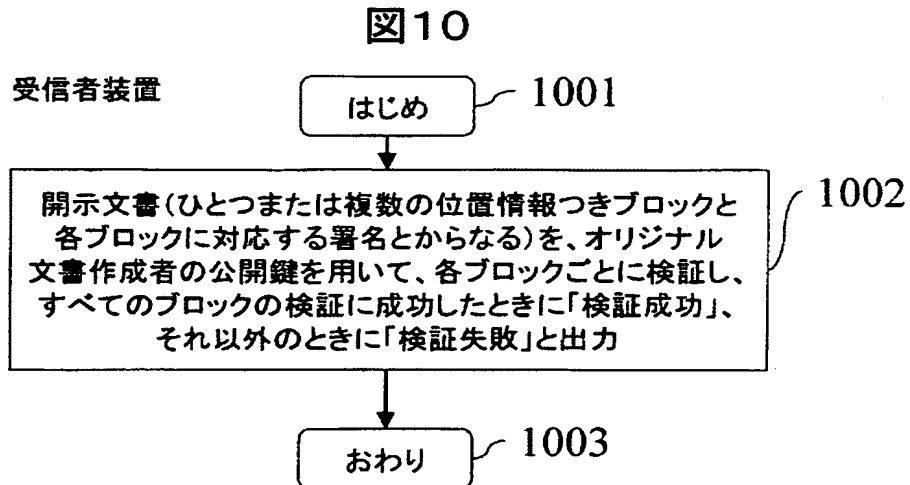 図10
受信者装置
はじめ
1001
開示文書(ひとつまたは複数の位置情報つきブロックと
各ブロックに対応する署名とからなる)を、オリジナル
文書作成者の公開鍵を用いて、各ブロックごとに検証し、
すべてのブロックの検証に成功したときに「検証成功」、
それ以外のときに「検証失敗」と出力
1002
おわり
1003